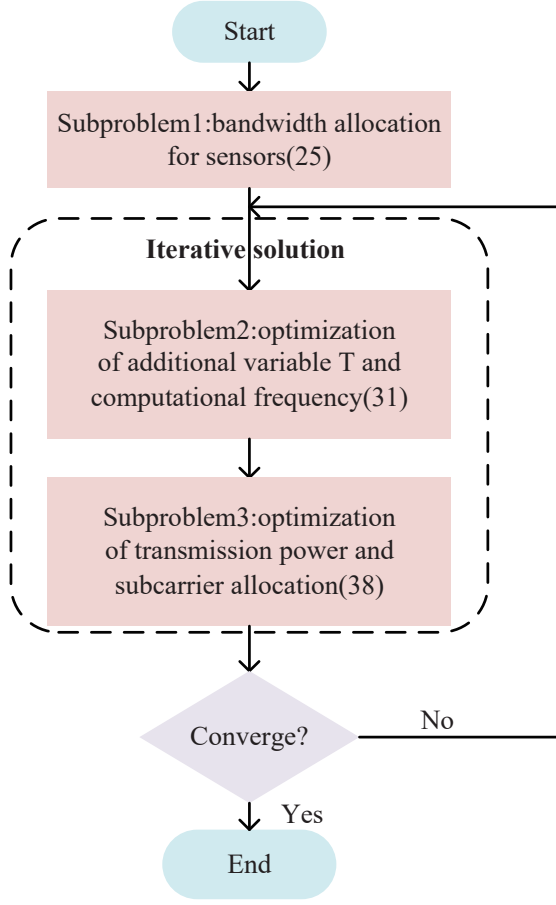 Start
Subproblem1:bandwidth allocation
for sensors(25)
Iterative solution
Subproblem2:optimization
of additional variable T and
computational frequency(31)
Subproblem3:optimization
of transmission power and
subcarrier allocation(38)
Converge?
No
Yes
End